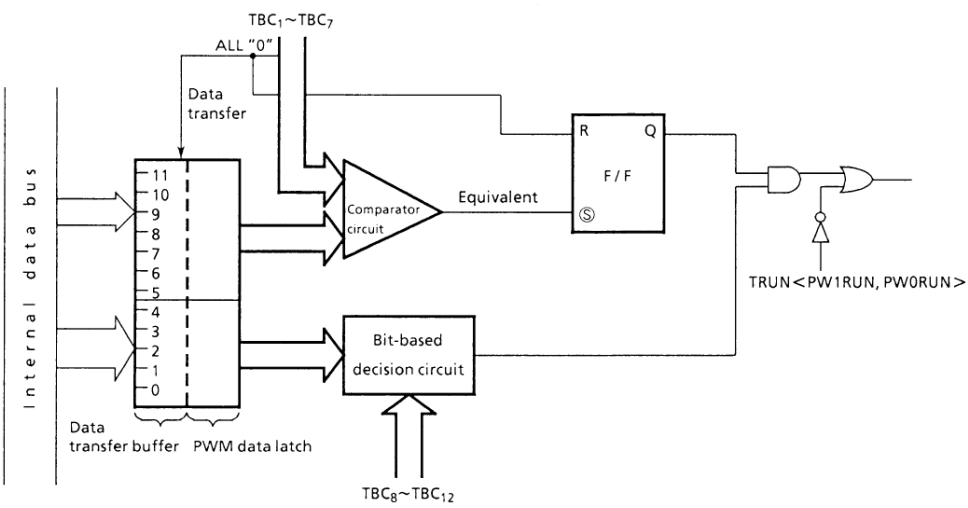 TBC1~TBC7
ALL "0"
Data
transfer
Internal data bus
11
10
9
8
7
6
5
4
3
2
1
0
Comparator
circuit
Equivalent
R
Q
F/F
S
TRUN<PW1RUN, PW0RUN>
Bit-based
decision circuit
Data
transfer buffer
PWM data latch
TBC8~TBC12